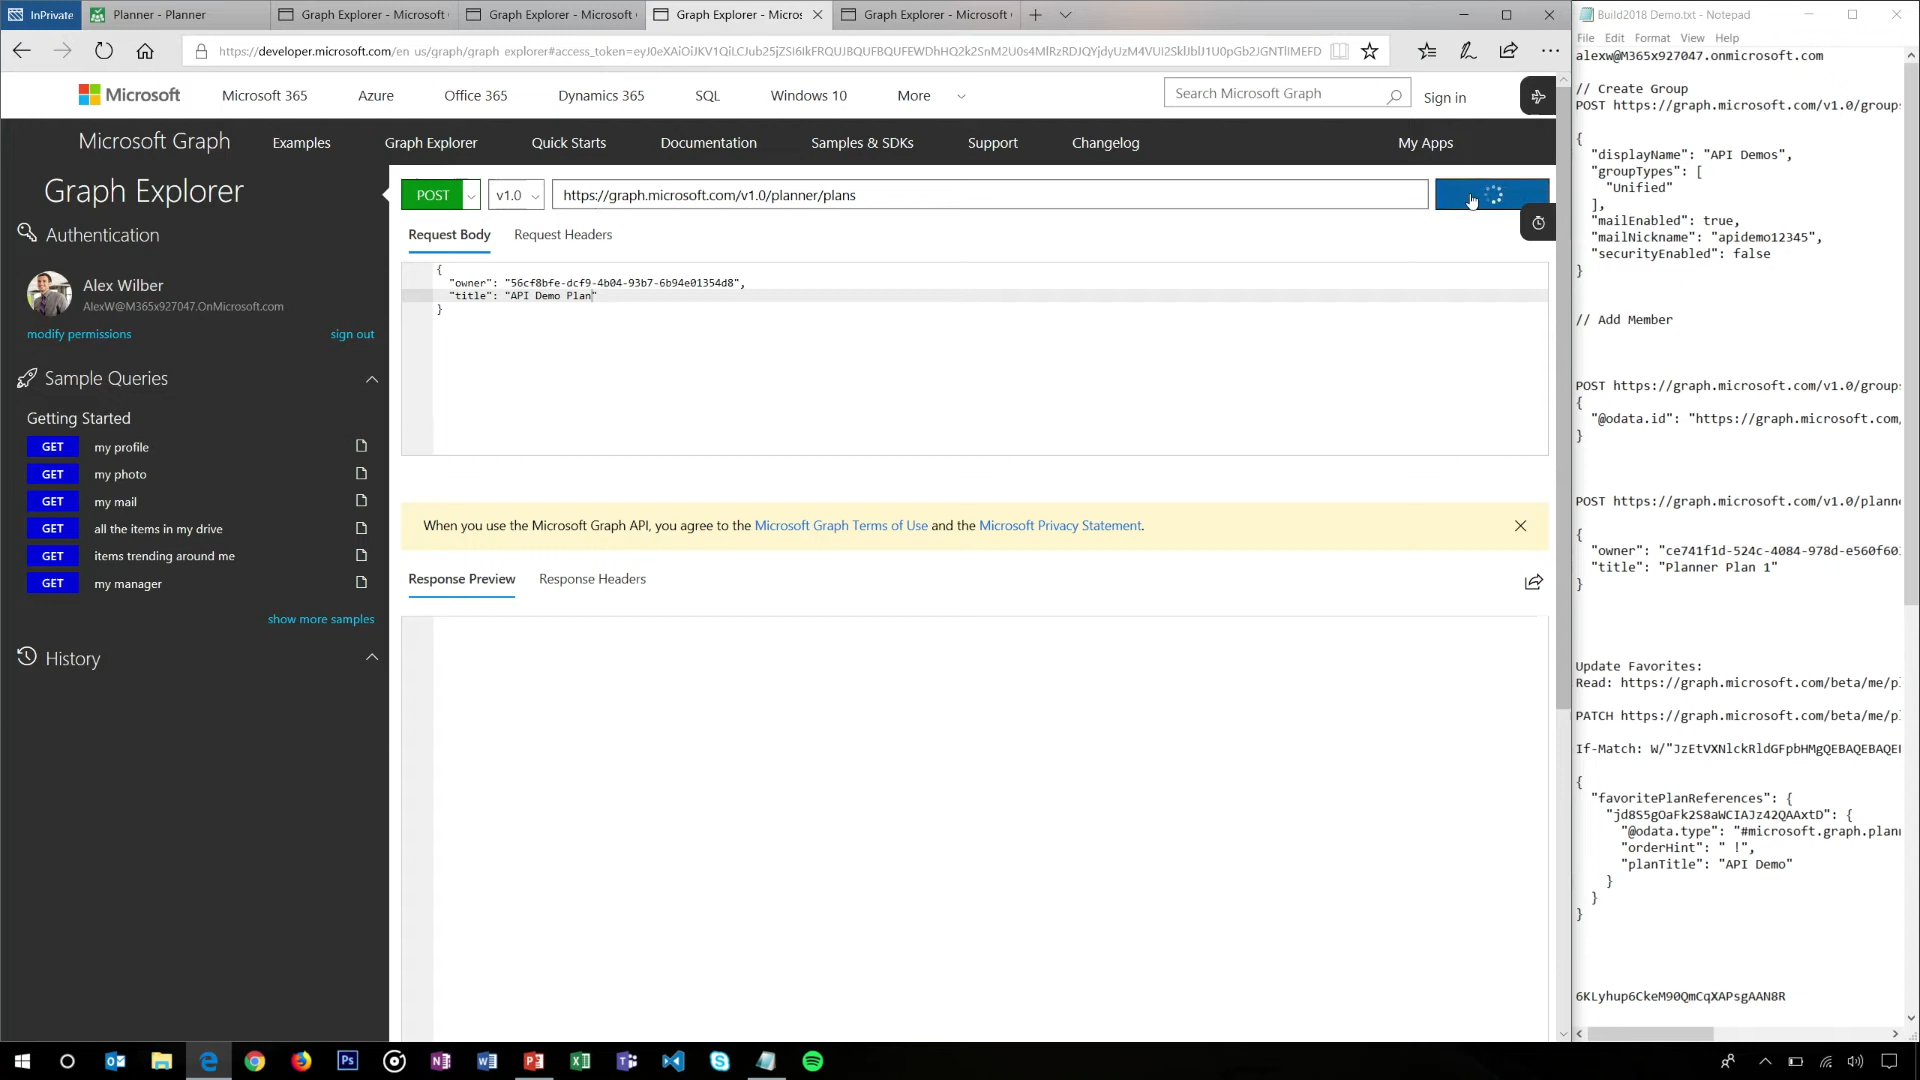 InPrivate
Planner - Planner
Graph Explorer - Microsoft
Graph Explorer - Microsoft
Graph Explorer - Micros
Graph Explorer - Microsoft
Build2018 Demo.txt - Notepad
File Edit Format View Help
Microsoft
Microsoft 365
Azure
Office 365
Dynamics 365
SQL
Windows 10
More
Search Microsoft Graph
Sign in
Microsoft Graph
Examples
Graph Explorer
Quick Starts
Documentation
Samples & SDKs
Support
Changelog
My Apps
Graph Explorer
Authentication
Alex Wilber
AlexW@M365x927047.OnMicrosoft.com
modify permissions
sign out
Sample Queries
Getting Started
GET my profile
GET my photo
GET my mail
GET all the items in my drive
GET items trending around me
GET my manager
show more samples
History
POST
v1.0
https://graph.microsoft.com/v1.0/planner/plans
Request Body
Request Headers
{
"owner": "56cf8bfe-dcf9-4b04-93b7-6b94e01354d8",
"title": "API Demo Plan"
}
When you use the Microsoft Graph API, you agree to the Microsoft Graph Terms of Use and the Microsoft Privacy Statement.
Response Preview
Response Headers
alexw@M365x927047.onmicrosoft.com
// Create Group
POST https://graph.microsoft.com/v1.0/group
{
"displayName": "API Demos",
"groupTypes": [
"Unified"
],
"mailEnabled": true,
"mailNickname": "apidemo12345",
"securityEnabled": false
}
// Add Member
POST https://graph.microsoft.com/v1.0/group
{
"@odata.id": "https://graph.microsoft.com
}
POST https://graph.microsoft.com/v1.0/plann
{
"owner": "ce741f1d-524c-4084-978d-e560f60
"title": "Planner Plan 1"
}
Update Favorites:
Read: https://graph.microsoft.com/beta/me/p
PATCH https://graph.microsoft.com/beta/me/p
If-Match:
{
"favoritePlanReferences": {
"jd8S5gOaFk2S8aWCIAJz42QAAxtD": {
"@odata.type": "#microsoft.graph.plan
"orderHint": " !",
"planTitle": "API Demo"
}
}
}
6KLyhup6CkeM90QmCqXAPsgAAN8R